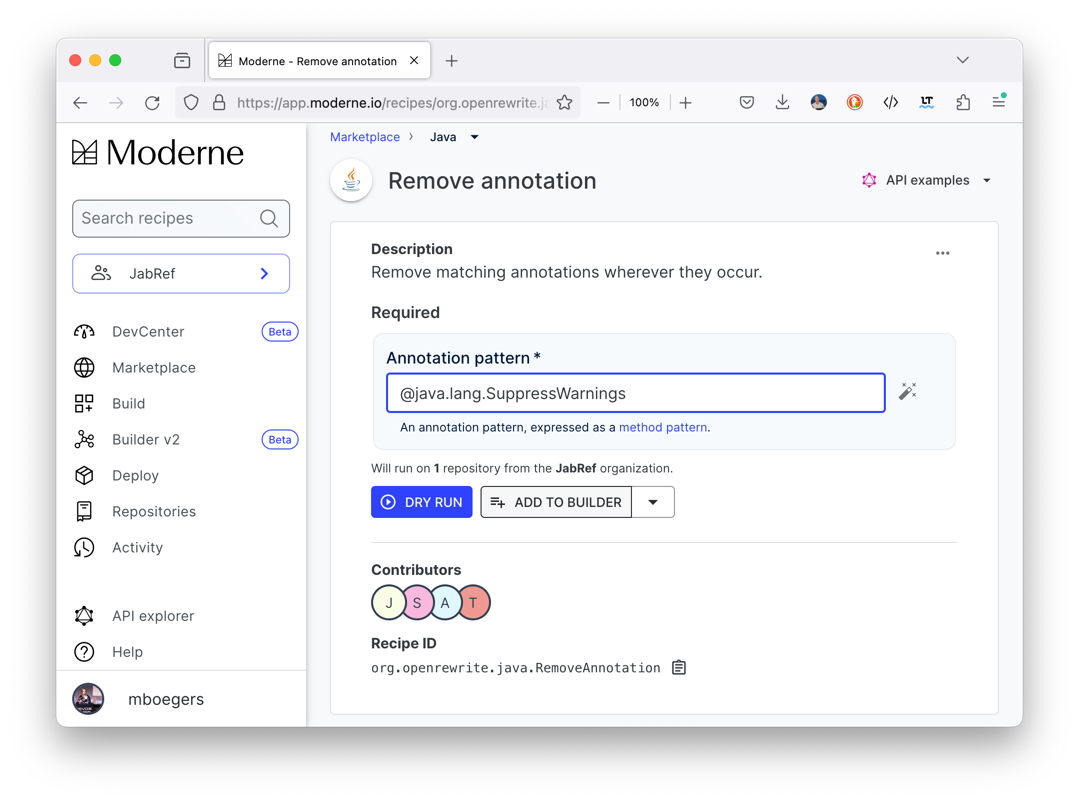 Moderne - Remove annotation
https://app.moderne.io/recipes/org.openrewrite.ja
100%
LT
Moderne
Search recipes
JabRef
DevCenter Beta
Marketplace
Build
Builder v2 Beta
Deploy
Repositories
Activity
API explorer
Help
mboegers
Marketplace Java
Remove annotation
API examples
Description
Remove matching annotations wherever they occur.
Required
Annotation pattern *
@java.lang.SuppressWarnings
An annotation pattern, expressed as a method pattern.
Will run on 1 repository from the JabRef organization.
DRY RUN ADD TO BUILDER
Contributors
J S A T
Recipe ID
org.openrewrite.java.RemoveAnnotation